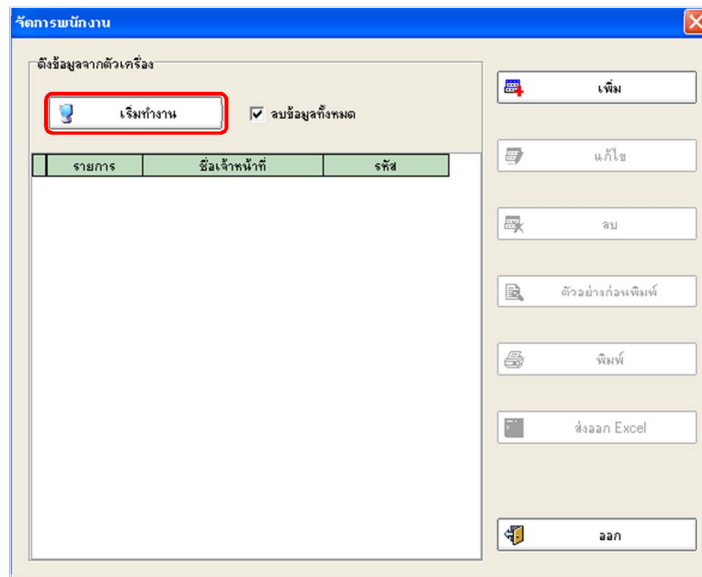 จัดการพนักงาน
ดึงข้อมูลจากตัวเครื่อง
เริ่มทำงาน
ลบข้อมูลทั้งหมด
รายการ ชื่อเจ้าหน้าที่ รหัส
เพิ่ม
แก้ไข
ลบ
ตัวอย่างก่อนพิมพ์
พิมพ์
ส่งออก Excel
ออก